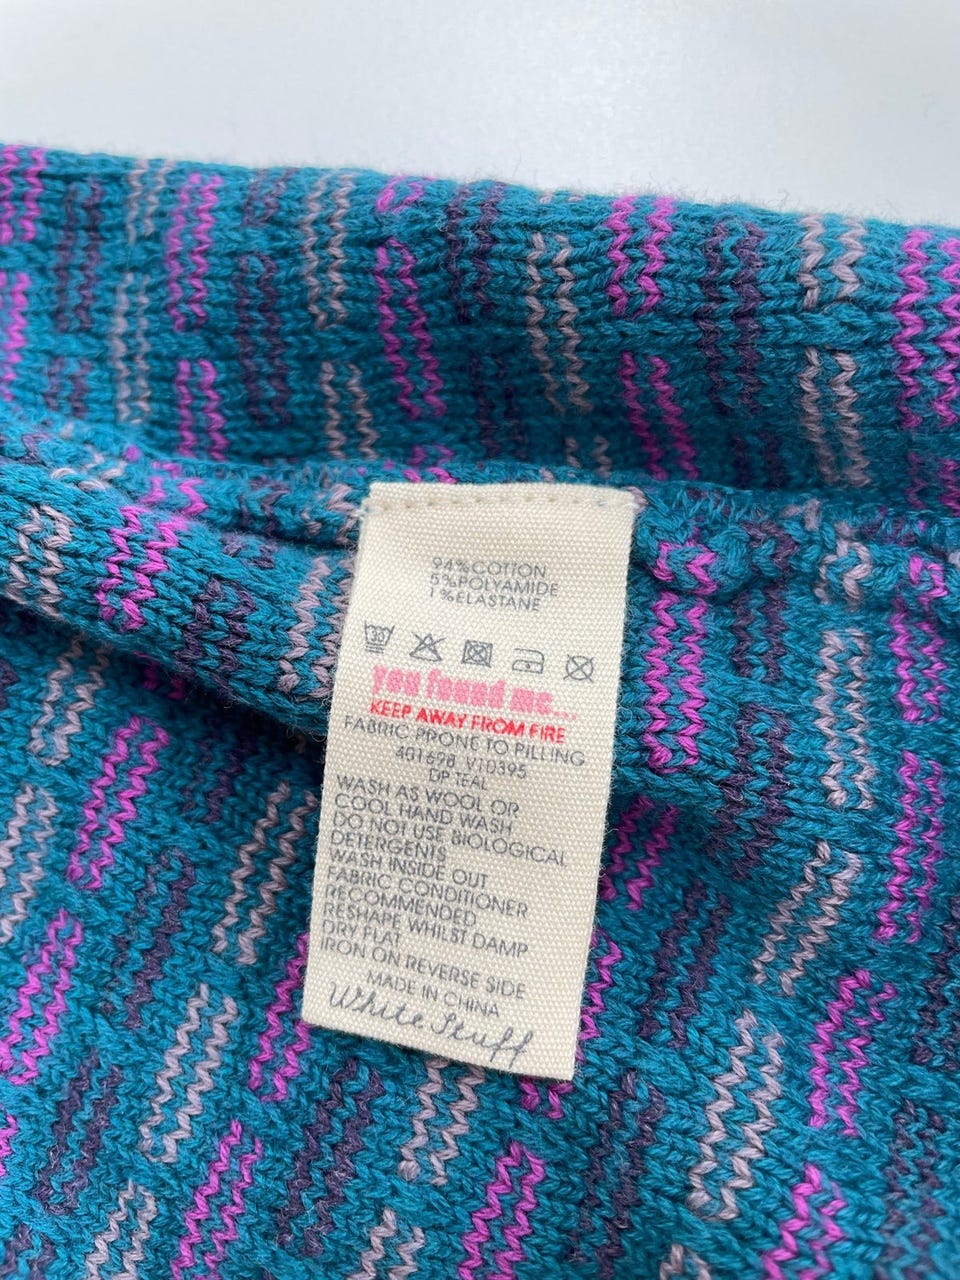 94%COTTON
5%POLYAMIDE
1%ELASTANE
30
you found me...
KEEP AWAY FROM FIRE
FABRIC PRONE TO PILLING
401698 V10395
DP TEAL
WASH AS WOOL OR
COOL HAND WASH
DO NOT USE BIOLOGICAL
DETERGENTS
WASH INSIDE OUT
FABRIC CONDITIONER
RECOMMENDED
RESHAPE WHILST DAMP
DRY FLAT
IRON ON REVERSE SIDE
MADE IN CHINA
White Stuff